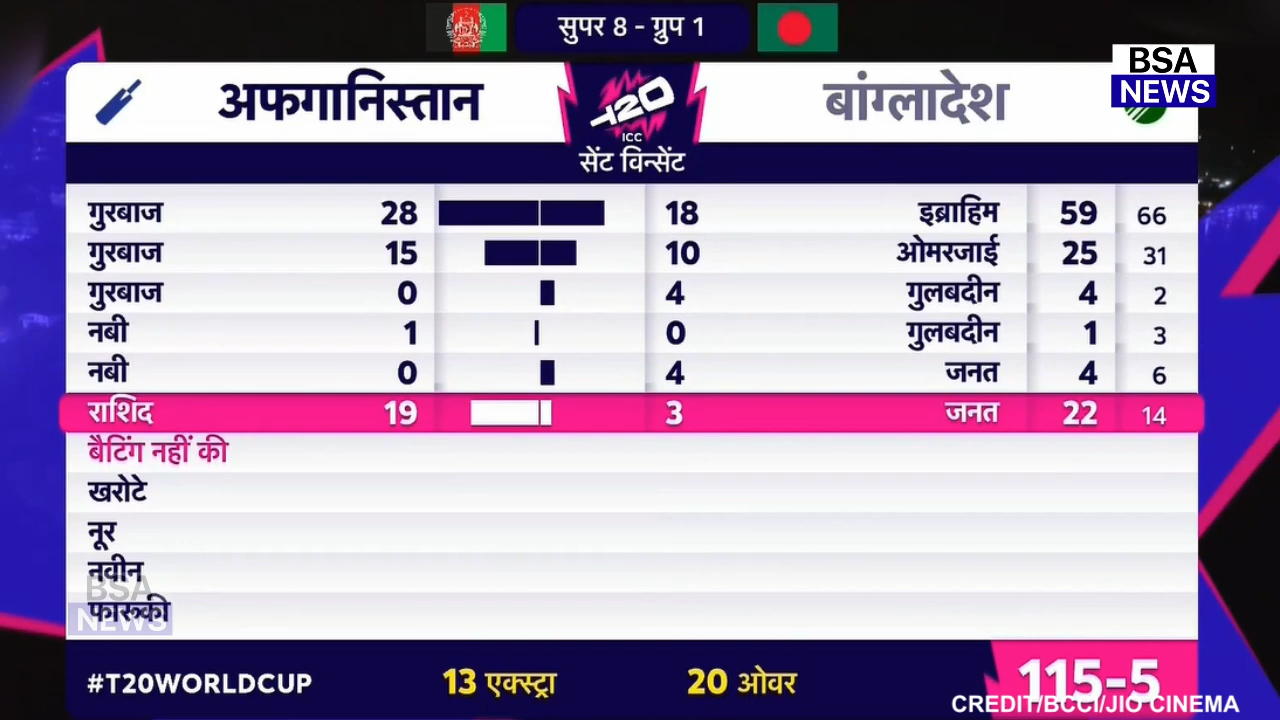 सुपर 8 - ग्रुप 1
BSA
NEWS
अफगानिस्तान
T20
ICC
बांग्लादेश
सेंट विन्सेंट
गुरबाज 28 18 इब्राहिम 59 66
गुरबाज 15 10 ओमरजाई 25 31
गुरबाज 0 4 गुलबदीन 4 2
नबी 1 0 गुलबदीन 1 3
नबी 0 4 जनत 4 6
राशिद 19 3 जनत 22 14
बैटिंग नहीं की
खरोटे
नूर
नवीन
BSA
फारूकी
NEWS
#T20WORLDCUP 13 एक्स्ट्रा 20 ओवर 115-5
CREDIT/BCCI/JIO CINEMA